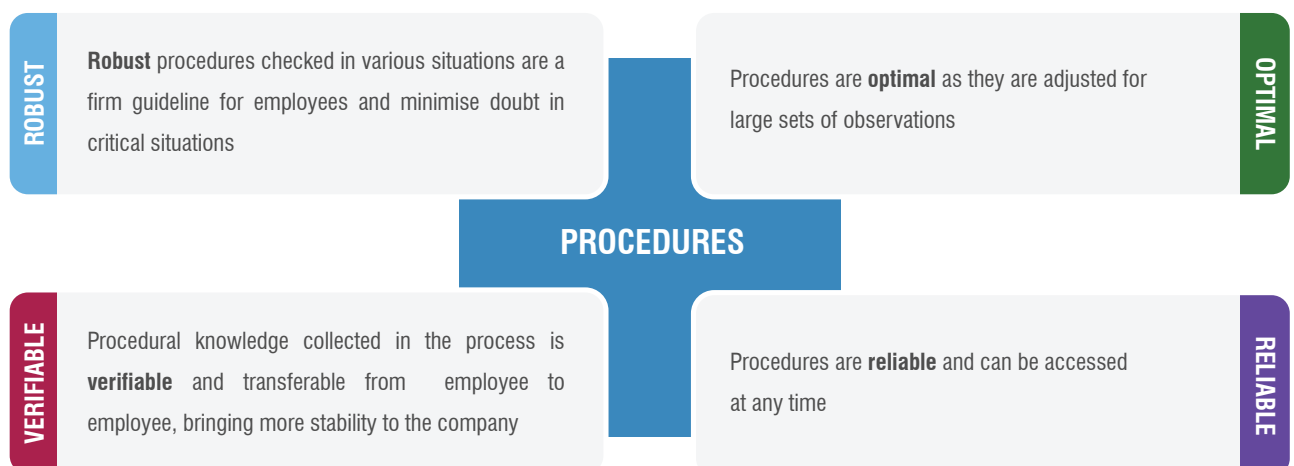 ROBUST
Robust procedures checked in various situations are a
firm guideline for employees and minimise doubt in
critical situations
Procedures are optimal as they are adjusted for
large sets of observations
OPTIMAL
PROCEDURES
VERIFIABLE
Procedural knowledge collected in the process is
verifiable and transferable from employee to
employee, bringing more stability to the company
Procedures are reliable and can be accessed
at any time
RELIABLE